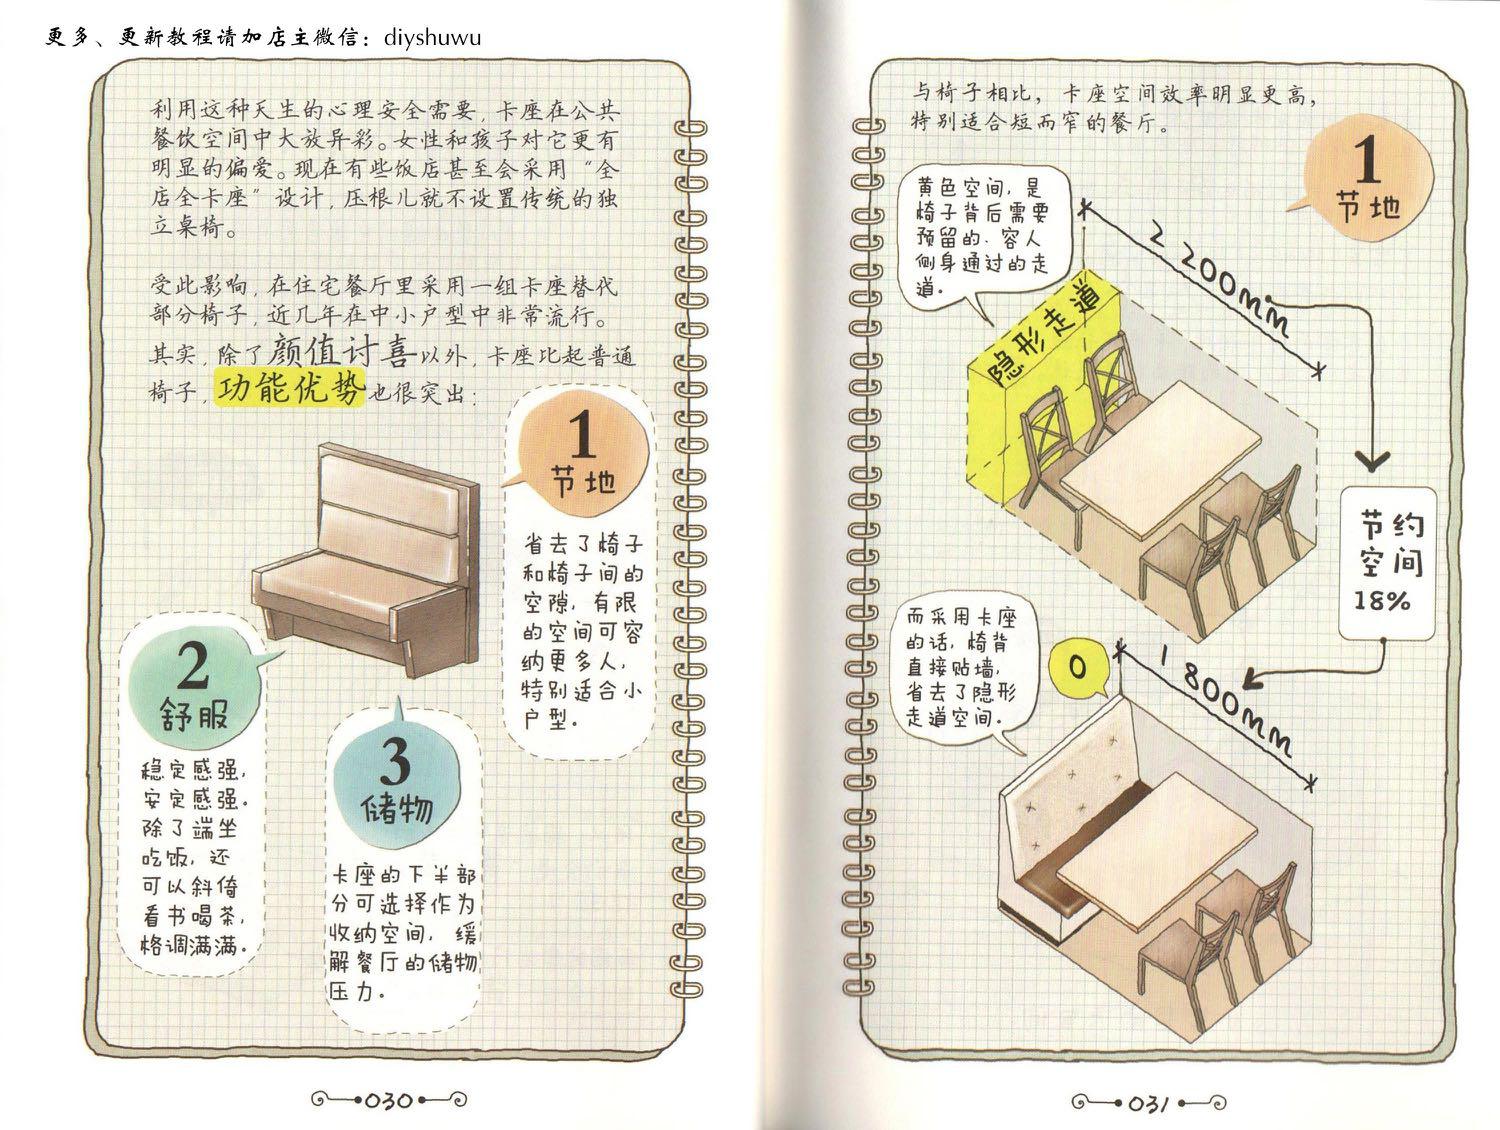 更多、更新教程请加店主微信：diyshuwu
利用这种天生的心理安全需要，卡座在公共
餐饮空间中大放异彩。女性和孩子对它更有
明显的偏爱。现在有些饭店甚至会采用“全
店全卡座”设计，压根儿就不设置传统的独
立桌椅。
受此影响，在住宅餐厅里采用一组卡座替代
部分椅子，近几年在中小户型中非常流行。
其实，除了颜值讨喜以外，卡座比起普通
椅子，功能优势也很突出：
1
节地
省去了椅子
和椅子间的
空隙，有限
的空间可容
纳更多人，
特别适合小
户型。
2
舒服
稳定感强，
安定感强。
除了端坐
吃饭，还
可以斜倚
看书喝茶，
格调满满。
3
储物
卡座的下半部
分可选择作为
收纳空间，缓
解餐厅的储物
压力。
030
与椅子相比，卡座空间效率明显更高，
特别适合短而窄的餐厅。
1
节地
黄色空间，是
椅子背后需要
预留的、容人
侧身通过的走
道。
隐形走道
2200mm
节约
空间
18%
而采用卡座
的话，椅背
直接贴墙，
省去了隐形
走道空间。
0
1800mm
031